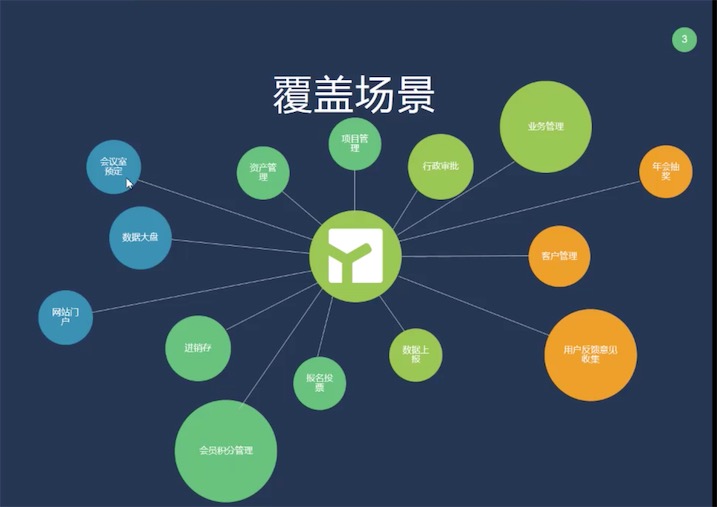 3
覆盖场景
业务管理
项目管
理
会议室
预定
资产管
理
行政审批
年会抽
奖
数据大盘
客户管理
网站门
户
进销存
数据上
报
用户反馈意见
收集
报名投
票
会员积分管理